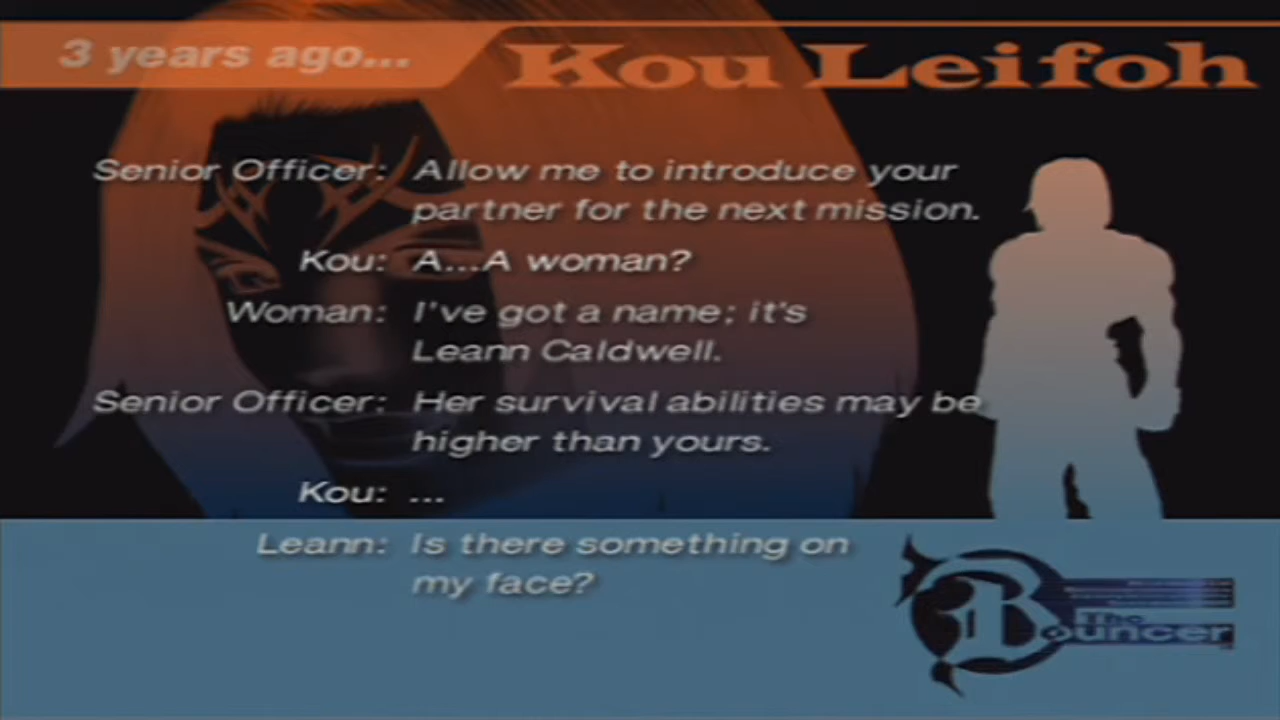 3 years ago...
Kou Leifoh
Senior Officer: Allow me to introduce your
partner for the next mission.
Kou: A...A woman?
Woman: I've got a name; it's
Leann Caldwell.
Senior Officer: Her survival abilities may be
higher than yours.
Kou: ...
Leann: Is there something on
my face?
The
Bouncer